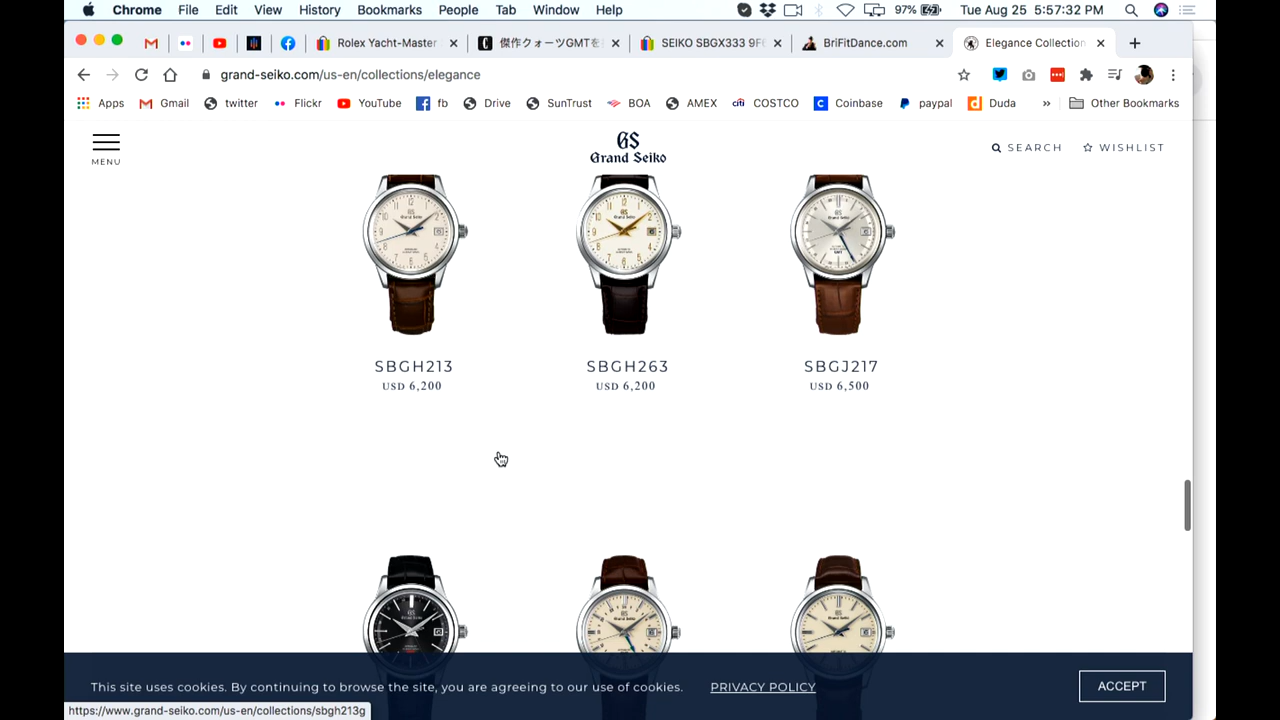 Chrome File Edit View History Bookmarks People Tab Window Help 97% Tue Aug 25 5:57:32 PM
Rolex Yacht-Master 傑作クォーツGMTを SEIKO SBGX333 9F6 BriFitDance.com Elegance Collection
grand-seiko.com/us-en/collections/elegance
Apps Gmail twitter Flickr YouTube fb Drive SunTrust BOA AMEX COSTCO Coinbase paypal Duda » Other Bookmarks
MENU
GS
Grand Seiko
SEARCH WISHLIST
SBGH213 SBGH263 SBGJ217
USD 6,200 USD 6,200 USD 6,500
This site uses cookies. By continuing to browse the site, you are agreeing to our use of cookies. PRIVACY POLICY ACCEPT
https://www.grand-seiko.com/us-en/collections/sbgh213g